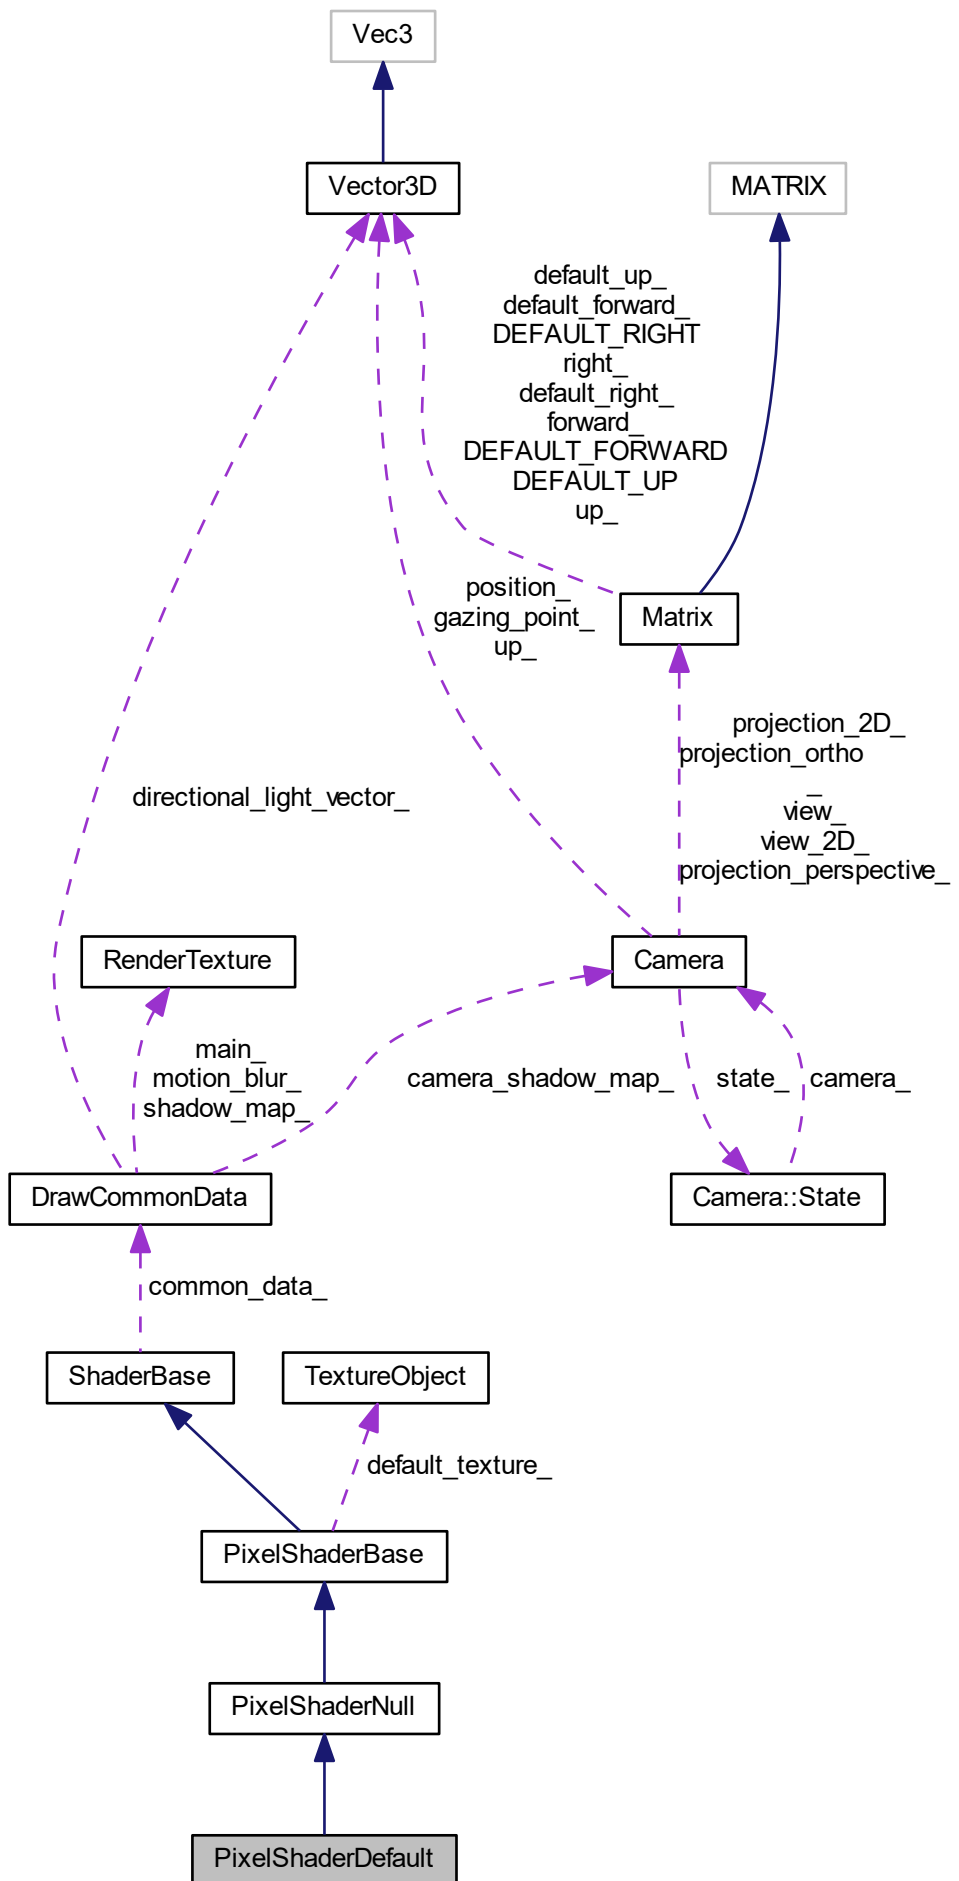 Vec3
Vector3D
MATRIX
default_up_
default_forward_
DEFAULT_RIGHT
right_
default_right_
forward_
DEFAULT_FORWARD
DEFAULT_UP
up_
position_
gazing_point_
up_
Matrix
projection_2D_
projection_ortho
_
view_
view_2D_
projection_perspective_
directional_light_vector_
RenderTexture
Camera
main_
motion_blur_
shadow_map_
camera_shadow_map_
state_
camera_
DrawCommonData
Camera::State
common_data_
ShaderBase
TextureObject
default_texture_
PixelShaderBase
PixelShaderNull
PixelShaderDefault